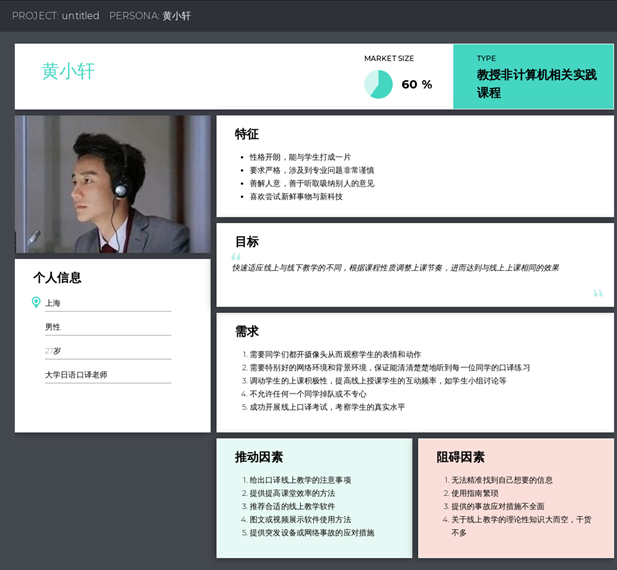 PROJECT: untitled PERSONA: 黄小轩
黄小轩
MARKET SIZE
60 %
TYPE
教授非计算机相关实践
课程
特征
• 性格开朗，能与学生打成一片
• 要求严格，涉及到专业问题非常谨慎
• 善解人意，善于听取吸纳别人的意见
• 喜欢尝试新鲜事物与新科技
目标
“
快速适应线上与线下教学的不同，根据课程性质调整上课节奏，进而达到与线上上课相同的效果
“
个人信息
上海
男性
27岁
大学日语口译老师
需求
1. 需要同学们都开摄像头从而观察学生的表情和动作
2. 需要特别好的网络环境和背景环境，保证能清清楚楚地听到每一位同学的口译练习
3. 调动学生的上课积极性，提高线上授课学生的互动频率，如学生小组讨论等
4. 不允许任何一个同学掉队或不专心
5. 成功开展线上口译考试，考察学生的真实水平
推动因素
1. 给出口译线上教学的注意事项
2. 提供提高课堂效率的方法
3. 推荐合适的线上教学软件
4. 图文或视频展示软件使用方法
5. 提供突发设备或网络事故的应对措施
阻碍因素
1. 无法精准找到自己想要的信息
2. 使用指南繁琐
3. 提供的事故应对措施不全面
4. 关于线上教学的理论性知识大而空，干货
不多